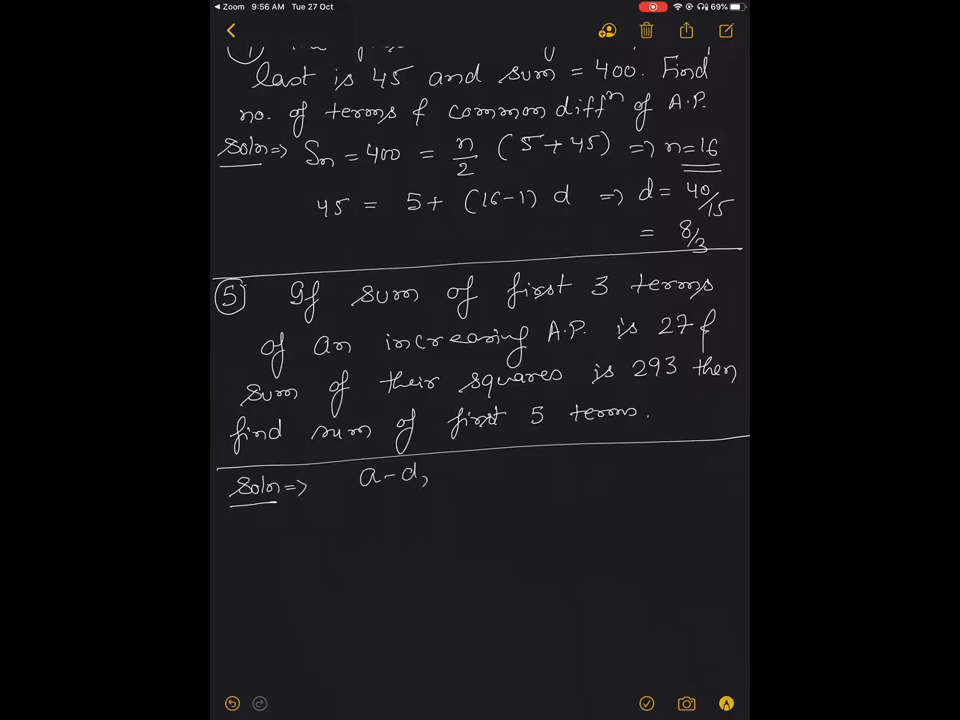 ◀ Zoom 9:56 AM Tue 27 Oct 69%
last is 45 and sum = 400. Find
no. of terms & common diffⁿ of A.P.
Soln => Sn = 400 = n/2 (5+45) => n=16
45 = 5+ (16-1) d => d = 40/15
= 8/3
5 If sum of first 3 terms
of an increasing A.P. is 27 &
sum of their squares is 293 then
find sum of first 5 terms.
Soln => a-d,